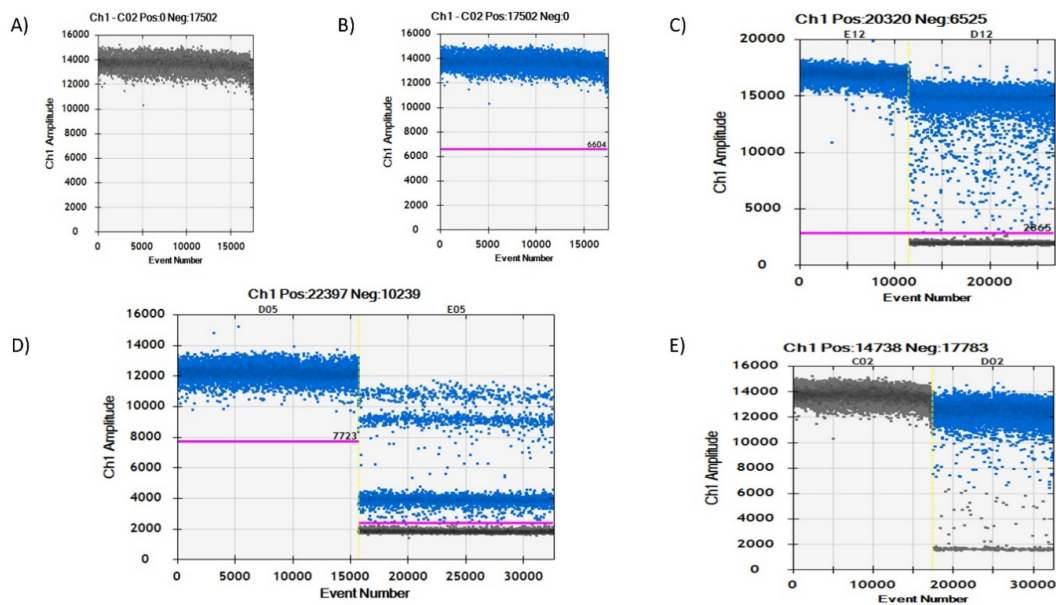 A)
Ch1 - C02 Pos:0 Neg:17502
16000
14000
12000
10000
8000
6000
4000
2000
0
Ch1 Amplitude
0 5000 10000 15000
Event Number
B)
Ch1 - C02 Pos:17502 Neg:0
16000
14000
12000
10000
8000
6000
4000
2000
0
Ch1 Amplitude
6604
0 5000 10000 15000
Event Number
C)
Ch1 Pos:20320 Neg:6525
E12 D12
20000
15000
10000
5000
0
Ch1 Amplitude
2865
0 10000 20000
Event Number
D)
Ch1 Pos:22397 Neg:10239
D05 E05
16000
14000
12000
10000
8000
6000
4000
2000
0
Ch1 Amplitude
7723
0 5000 10000 15000 20000 25000 30000
Event Number
E)
Ch1 Pos:14738 Neg:17783
C02 D02
16000
14000
12000
10000
8000
6000
4000
2000
0
Ch1 Amplitude
0 10000 20000 30000
Event Number